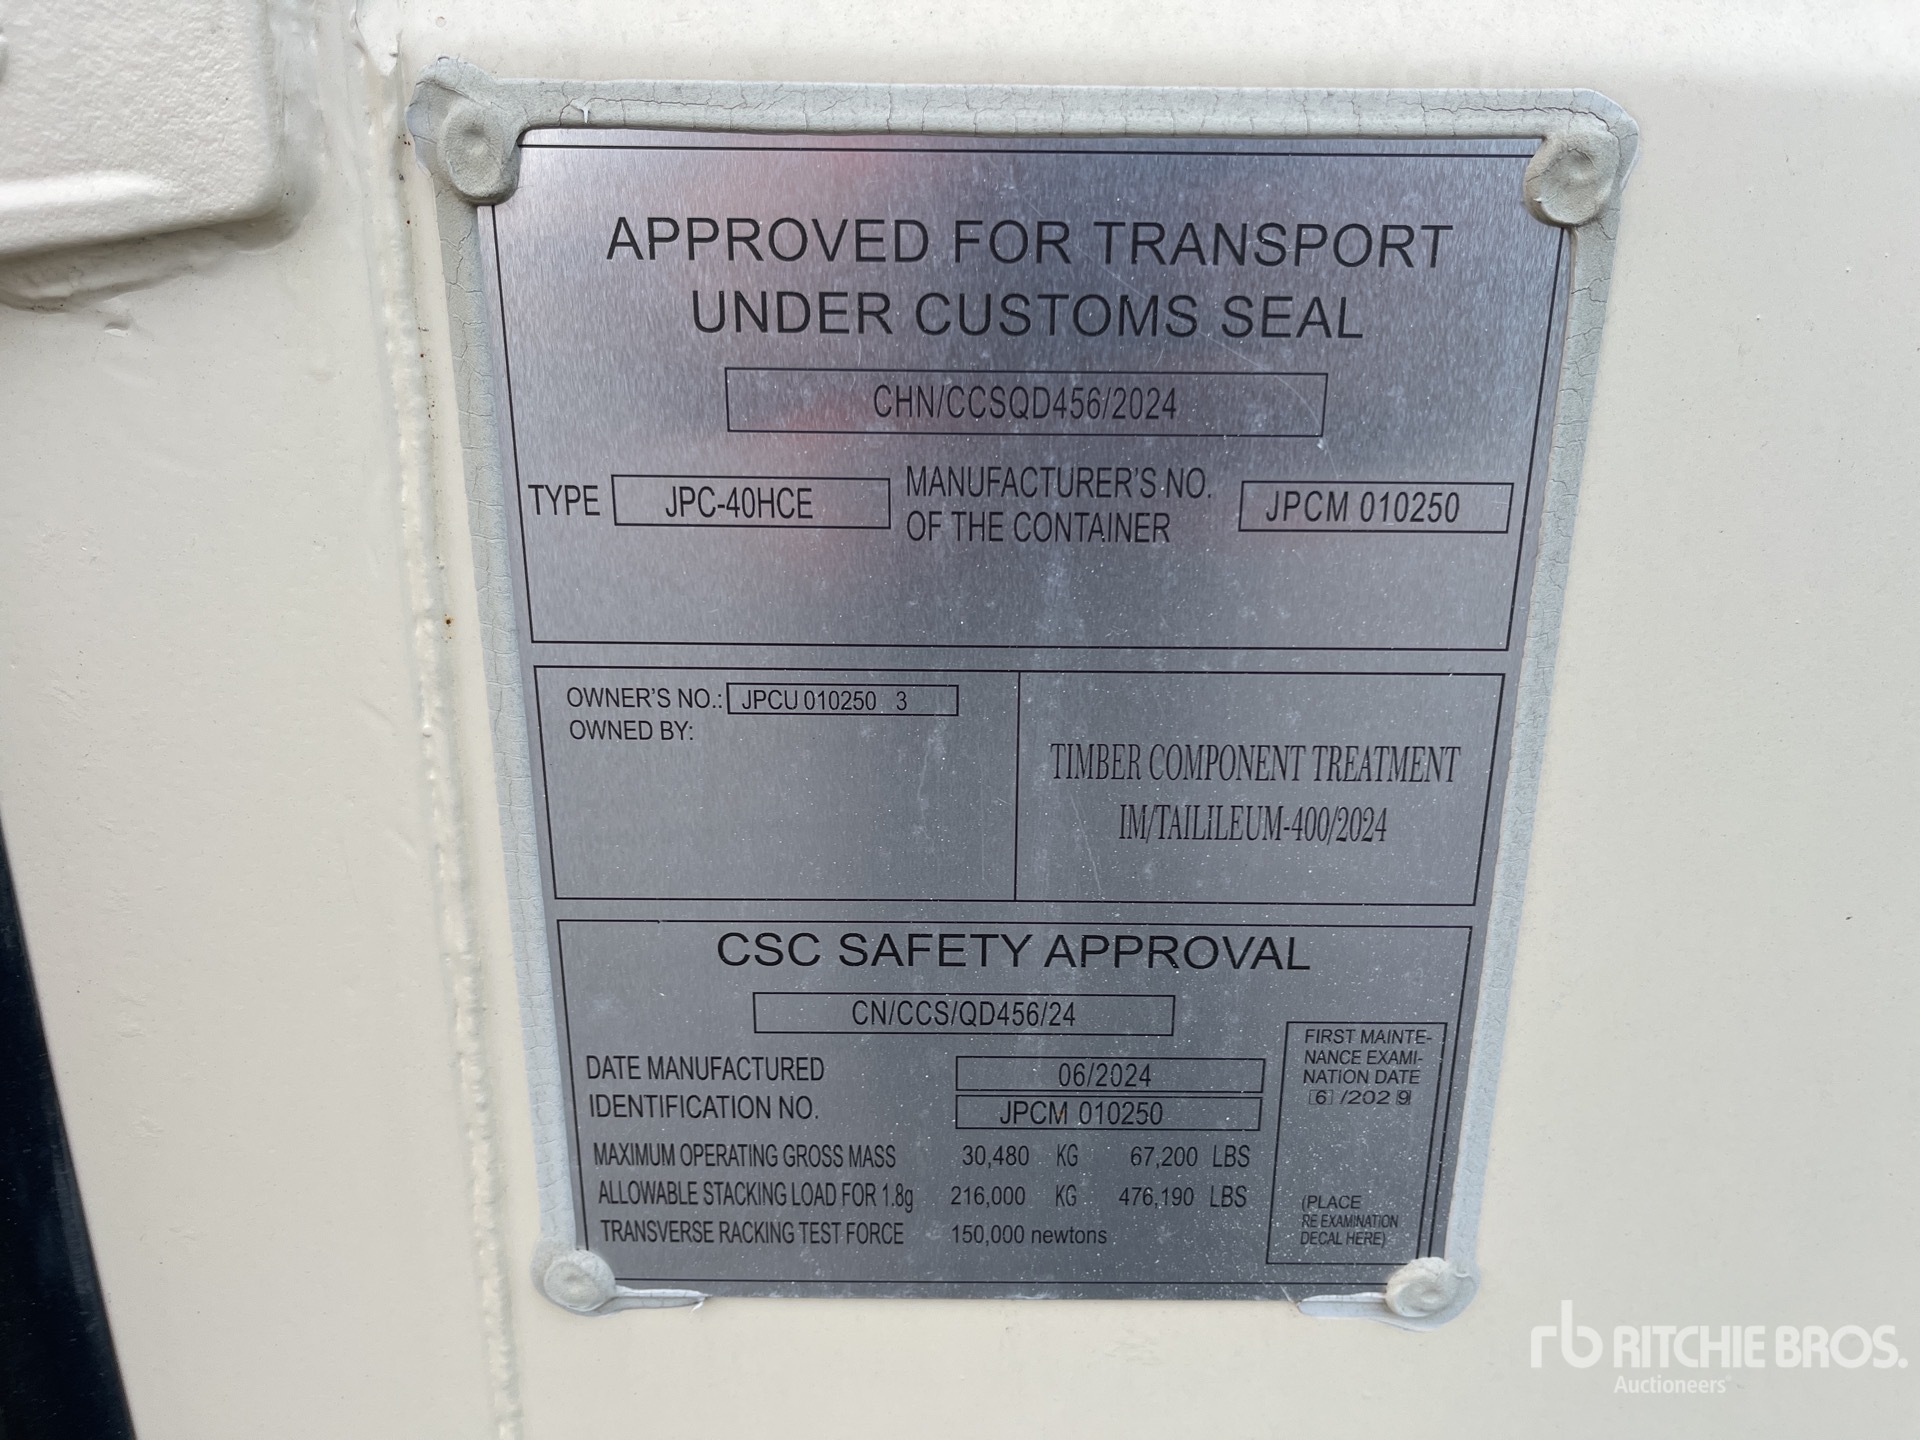 APPROVED FOR TRANSPORT
UNDER CUSTOMS SEAL
CHN/CCSQD456/2024
TYPE JPC-40HCE MANUFACTURER'S NO. OF THE CONTAINER JPCM 010250
OWNER'S NO.: JPCU 010250 3
OWNED BY:
TIMBER COMPONENT TREATMENT
IM/TAILILEUM-400/2024
CSC SAFETY APPROVAL
CN/CCS/QD456/24
DATE MANUFACTURED 06/2024
IDENTIFICATION NO. JPCM 010250
MAXIMUM OPERATING GROSS MASS 30,480 KG 67,200 LBS
ALLOWABLE STACKING LOAD FOR 1.8g 216,000 KG 476,190 LBS
TRANSVERSE RACKING TEST FORCE 150,000 newtons
FIRST MAINTE-
NANCE EXAMI-
NATION DATE
6 /202 9
(PLACE
RE EXAMINATION
DECAL HERE)
rb RITCHIE BROS.
Auctioneers